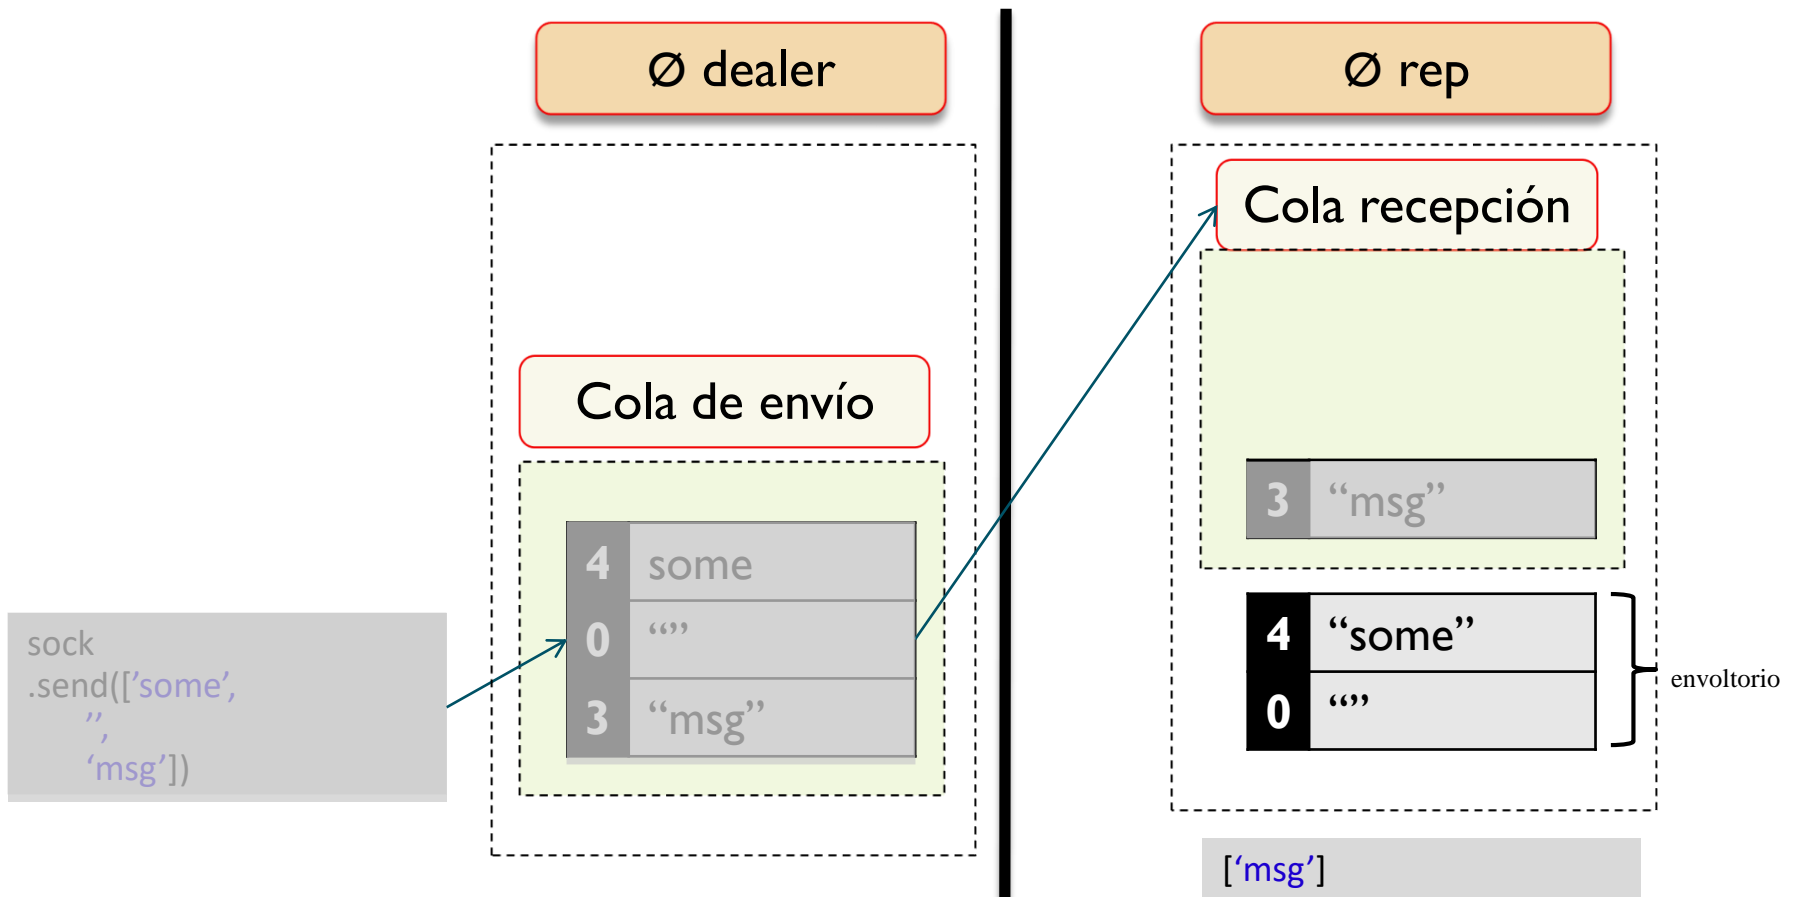 Ø dealer
Ø rep
Cola recepción
Cola de envío
3 “msg”
4 some
0 “”
3 “msg”
4 “some”
0 “”
envoltorio
sock
.send([’some’,
’’,
‘msg’])
[‘msg’]